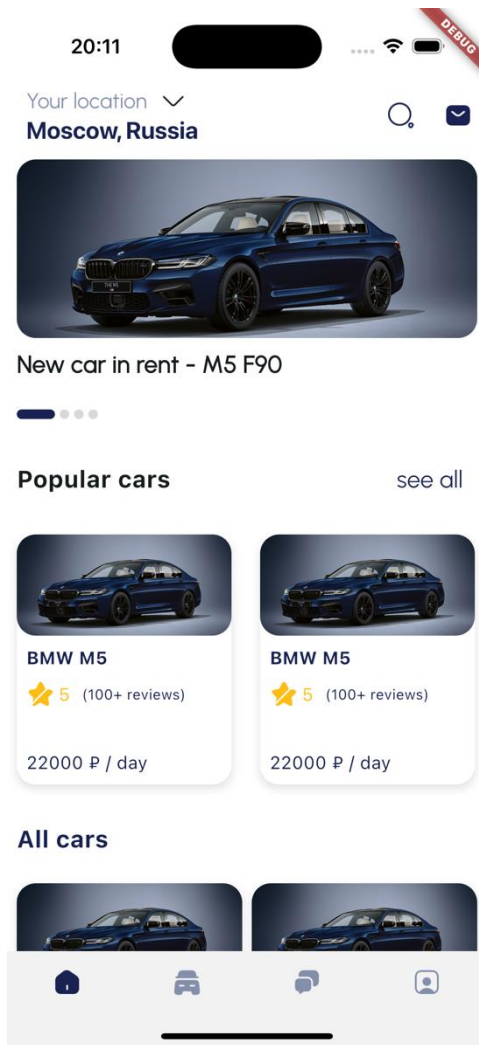 20:11
DEBUG
Your location
Moscow, Russia
New car in rent - M5 F90
Popular cars
see all
BMW M5
BMW M5
5 (100+ reviews)
5 (100+ reviews)
22000 ₽ / day
22000 ₽ / day
All cars